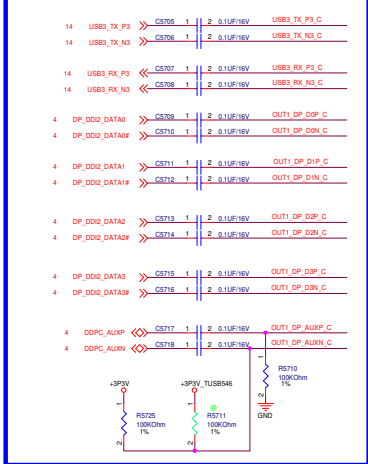 14 USB3_TX_P3 C5705 1 2 0.1UF/16V USB3_TX_P3_C
14 USB3_TX_N3 C5706 1 2 0.1UF/16V USB3_TX_N3_C
14 USB3_RX_P3 C5707 1 2 0.1UF/16V USB3_RX_P3_C
14 USB3_RX_N3 C5708 1 2 0.1UF/16V USB3_RX_N3_C
4 DP_DDI2_DATA0 C5709 1 2 0.1UF/16V OUT1_DP_D0P_C
4 DP_DDI2_DATA0# C5710 1 2 0.1UF/16V OUT1_DP_D0N_C
4 DP_DDI2_DATA1 C5711 1 2 0.1UF/16V OUT1_DP_D1P_C
4 DP_DDI2_DATA1# C5712 1 2 0.1UF/16V OUT1_DP_D1N_C
4 DP_DDI2_DATA2 C5713 1 2 0.1UF/16V OUT1_DP_D2P_C
4 DP_DDI2_DATA2# C5714 1 2 0.1UF/16V OUT1_DP_D2N_C
4 DP_DDI2_DATA3 C5715 1 2 0.1UF/16V OUT1_DP_D3P_C
4 DP_DDI2_DATA3# C5716 1 2 0.1UF/16V OUT1_DP_D3N_C
4 DDPC_AUXP C5717 1 2 0.1UF/16V OUT1_DP_AUXP_C
4 DDPC_AUXN C5718 1 2 0.1UF/16V OUT1_DP_AUXN_C
1
R5710
100KOhm
1%
2
GND
+3P3V
1
R5725
100KOhm
1%
2
+3P3V_TUSB546
@
1
R5711
100KOhm
1%
2